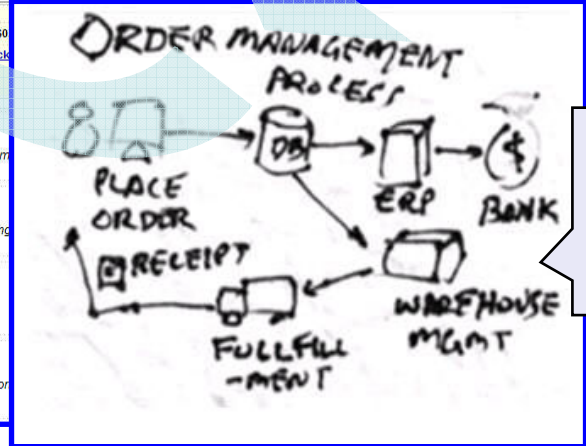 ORDER MANAGEMENT
PROCESS
DB
$
PLACE
ORDER
ERP
BANK
RECEIPT
WAREHOUSE
MGMT
FULLFILL
-MENT